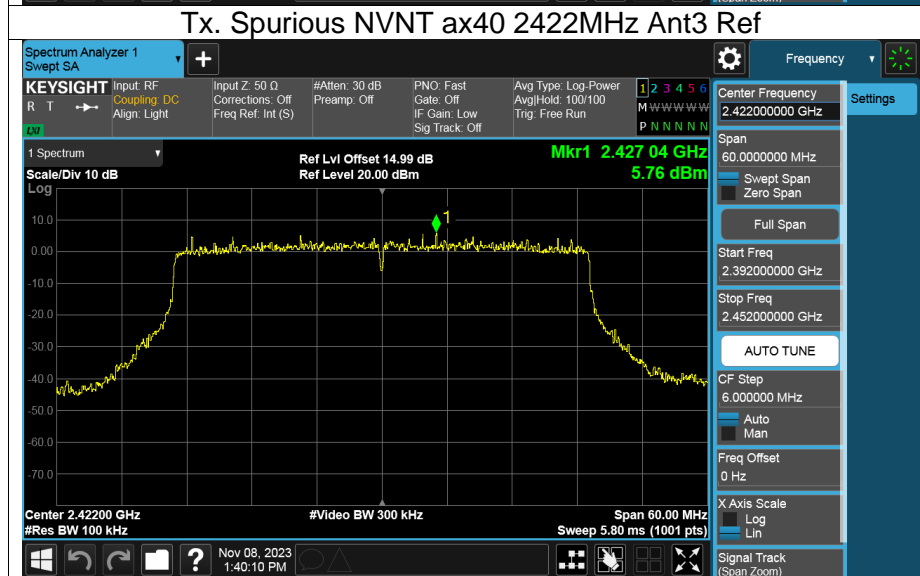 (Span Zoom)
Tx. Spurious NVNT ax40 2422MHz Ant3 Ref
Spectrum Analyzer 1
Swept SA
+
Frequency
KEYSIGHT
R T
LXI
Input: RF
Coupling: DC
Align: Light
Input Z: 50 Ω
Corrections: Off
Freq Ref: Int (S)
#Atten: 30 dB
Preamp: Off
PNO: Fast
Gate: Off
IF Gain: Low
Sig Track: Off
Avg Type: Log-Power
Avg|Hold: 100/100
Trig: Free Run
1 2 3 4 5 6
M W W W W W
P N N N N N
Settings
1 Spectrum
Scale/Div 10 dB
Ref Lvl Offset 14.99 dB
Ref Level 20.00 dBm
Mkr1 2.427 04 GHz
5.76 dBm
Log
10.0
0.00
-10.0
-20.0
-30.0
-40.0
-50.0
-60.0
-70.0
1
Center 2.42200 GHz
#Res BW 100 kHz
#Video BW 300 kHz
Span 60.00 MHz
Sweep 5.80 ms (1001 pts)
Center Frequency
2.422000000 GHz
Span
60.0000000 MHz
Swept Span
Zero Span
Full Span
Start Freq
2.392000000 GHz
Stop Freq
2.452000000 GHz
AUTO TUNE
CF Step
6.000000 MHz
Auto
Man
Freq Offset
0 Hz
X Axis Scale
Log
Lin
Signal Track
(Span Zoom)
?
Nov 08, 2023
1:40:10 PM